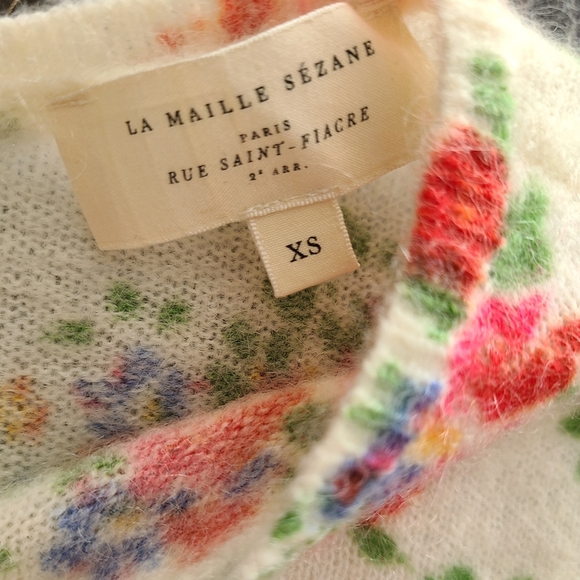 LA MAILLE SÉZANE
PARIS
RUE SAINT-FIACRE
2ᵉ ARR.
XS